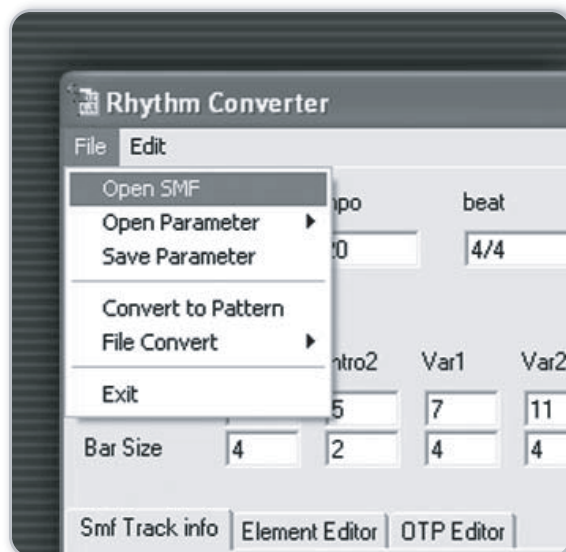 Rhythm Converter
File Edit
Open SMF
Open Parameter
Save Parameter
Convert to Pattern
File Convert
Exit
beat
4/4
Var1 Var2
5 7 11
Bar Size 4 2 4 4
Smf Track info Element Editor OTP Editor